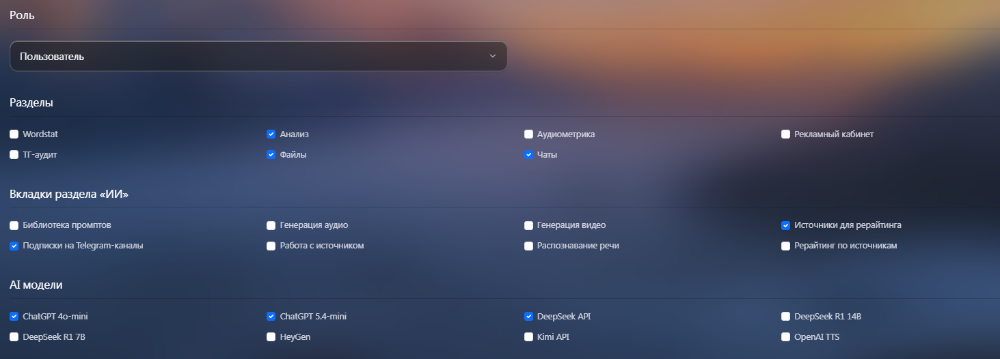 Роль
Пользователь
Разделы
Wordstat Анализ Аудиометрика Рекламный кабинет
ТГ-аудит Файлы Чаты
Вкладки раздела «ИИ»
Библиотека промптов Генерация аудио Генерация видео Источники для рерайтинга
Подписки на Telegram-каналы Работа с источником Распознавание речи Рерайтинг по источникам
AI модели
ChatGPT 4o-mini ChatGPT 5.4-mini DeepSeek API DeepSeek R1 14B
DeepSeek R1 7B HeyGen Kimi API OpenAI TTS